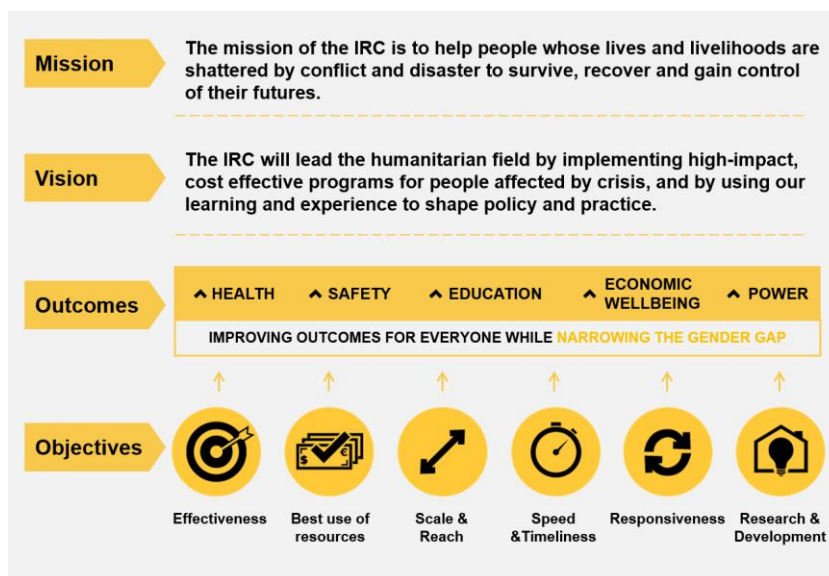 Mission
The mission of the IRC is to help people whose lives and livelihoods are
shattered by conflict and disaster to survive, recover and gain control
of their futures.
Vision
The IRC will lead the humanitarian field by implementing high-impact,
cost effective programs for people affected by crisis, and by using our
learning and experience to shape policy and practice.
Outcomes
HEALTH
SAFETY
EDUCATION
ECONOMIC
WELLBEING
POWER
IMPROVING OUTCOMES FOR EVERYONE WHILE NARROWING THE GENDER GAP
Objectives
$ €
Effectiveness
Best use of
resources
Scale &
Reach
Speed
&Timeliness
Responsiveness
Research &
Development